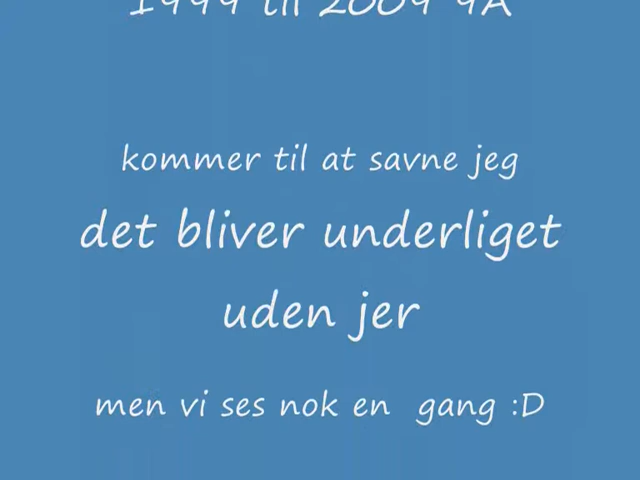 1999 til 2009 9A
kommer til at savne jeg
det bliver underliget
uden jer
men vi ses nok en gang :D